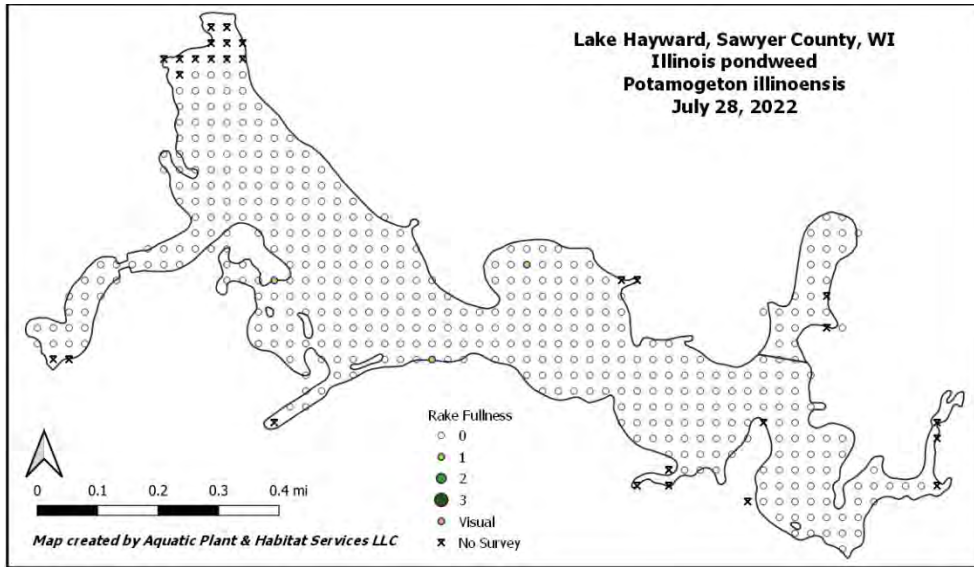 Lake Hayward, Sawyer County, WI
Illinois pondweed
Potamogeton illinoensis
July 28, 2022
Rake Fullness
0
1
2
3
Visual
No Survey
0 0.1 0.2 0.3 0.4 mi
Map created by Aquatic Plant & Habitat Services LLC